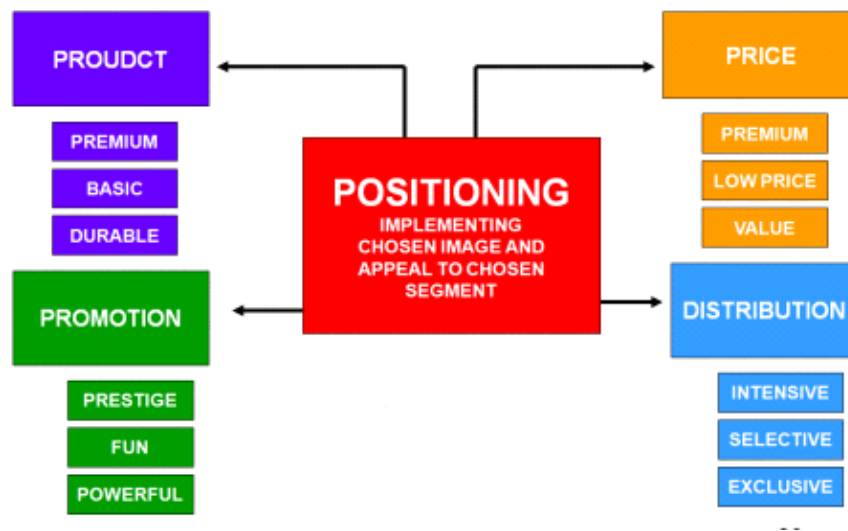 PROUDCT
PREMIUM
BASIC
DURABLE
PRICE
PREMIUM
LOW PRICE
VALUE
POSITIONING
IMPLEMENTING
CHOSEN IMAGE AND
APPEAL TO CHOSEN
SEGMENT
PROMOTION
PRESTIGE
FUN
POWERFUL
DISTRIBUTION
INTENSIVE
SELECTIVE
EXCLUSIVE